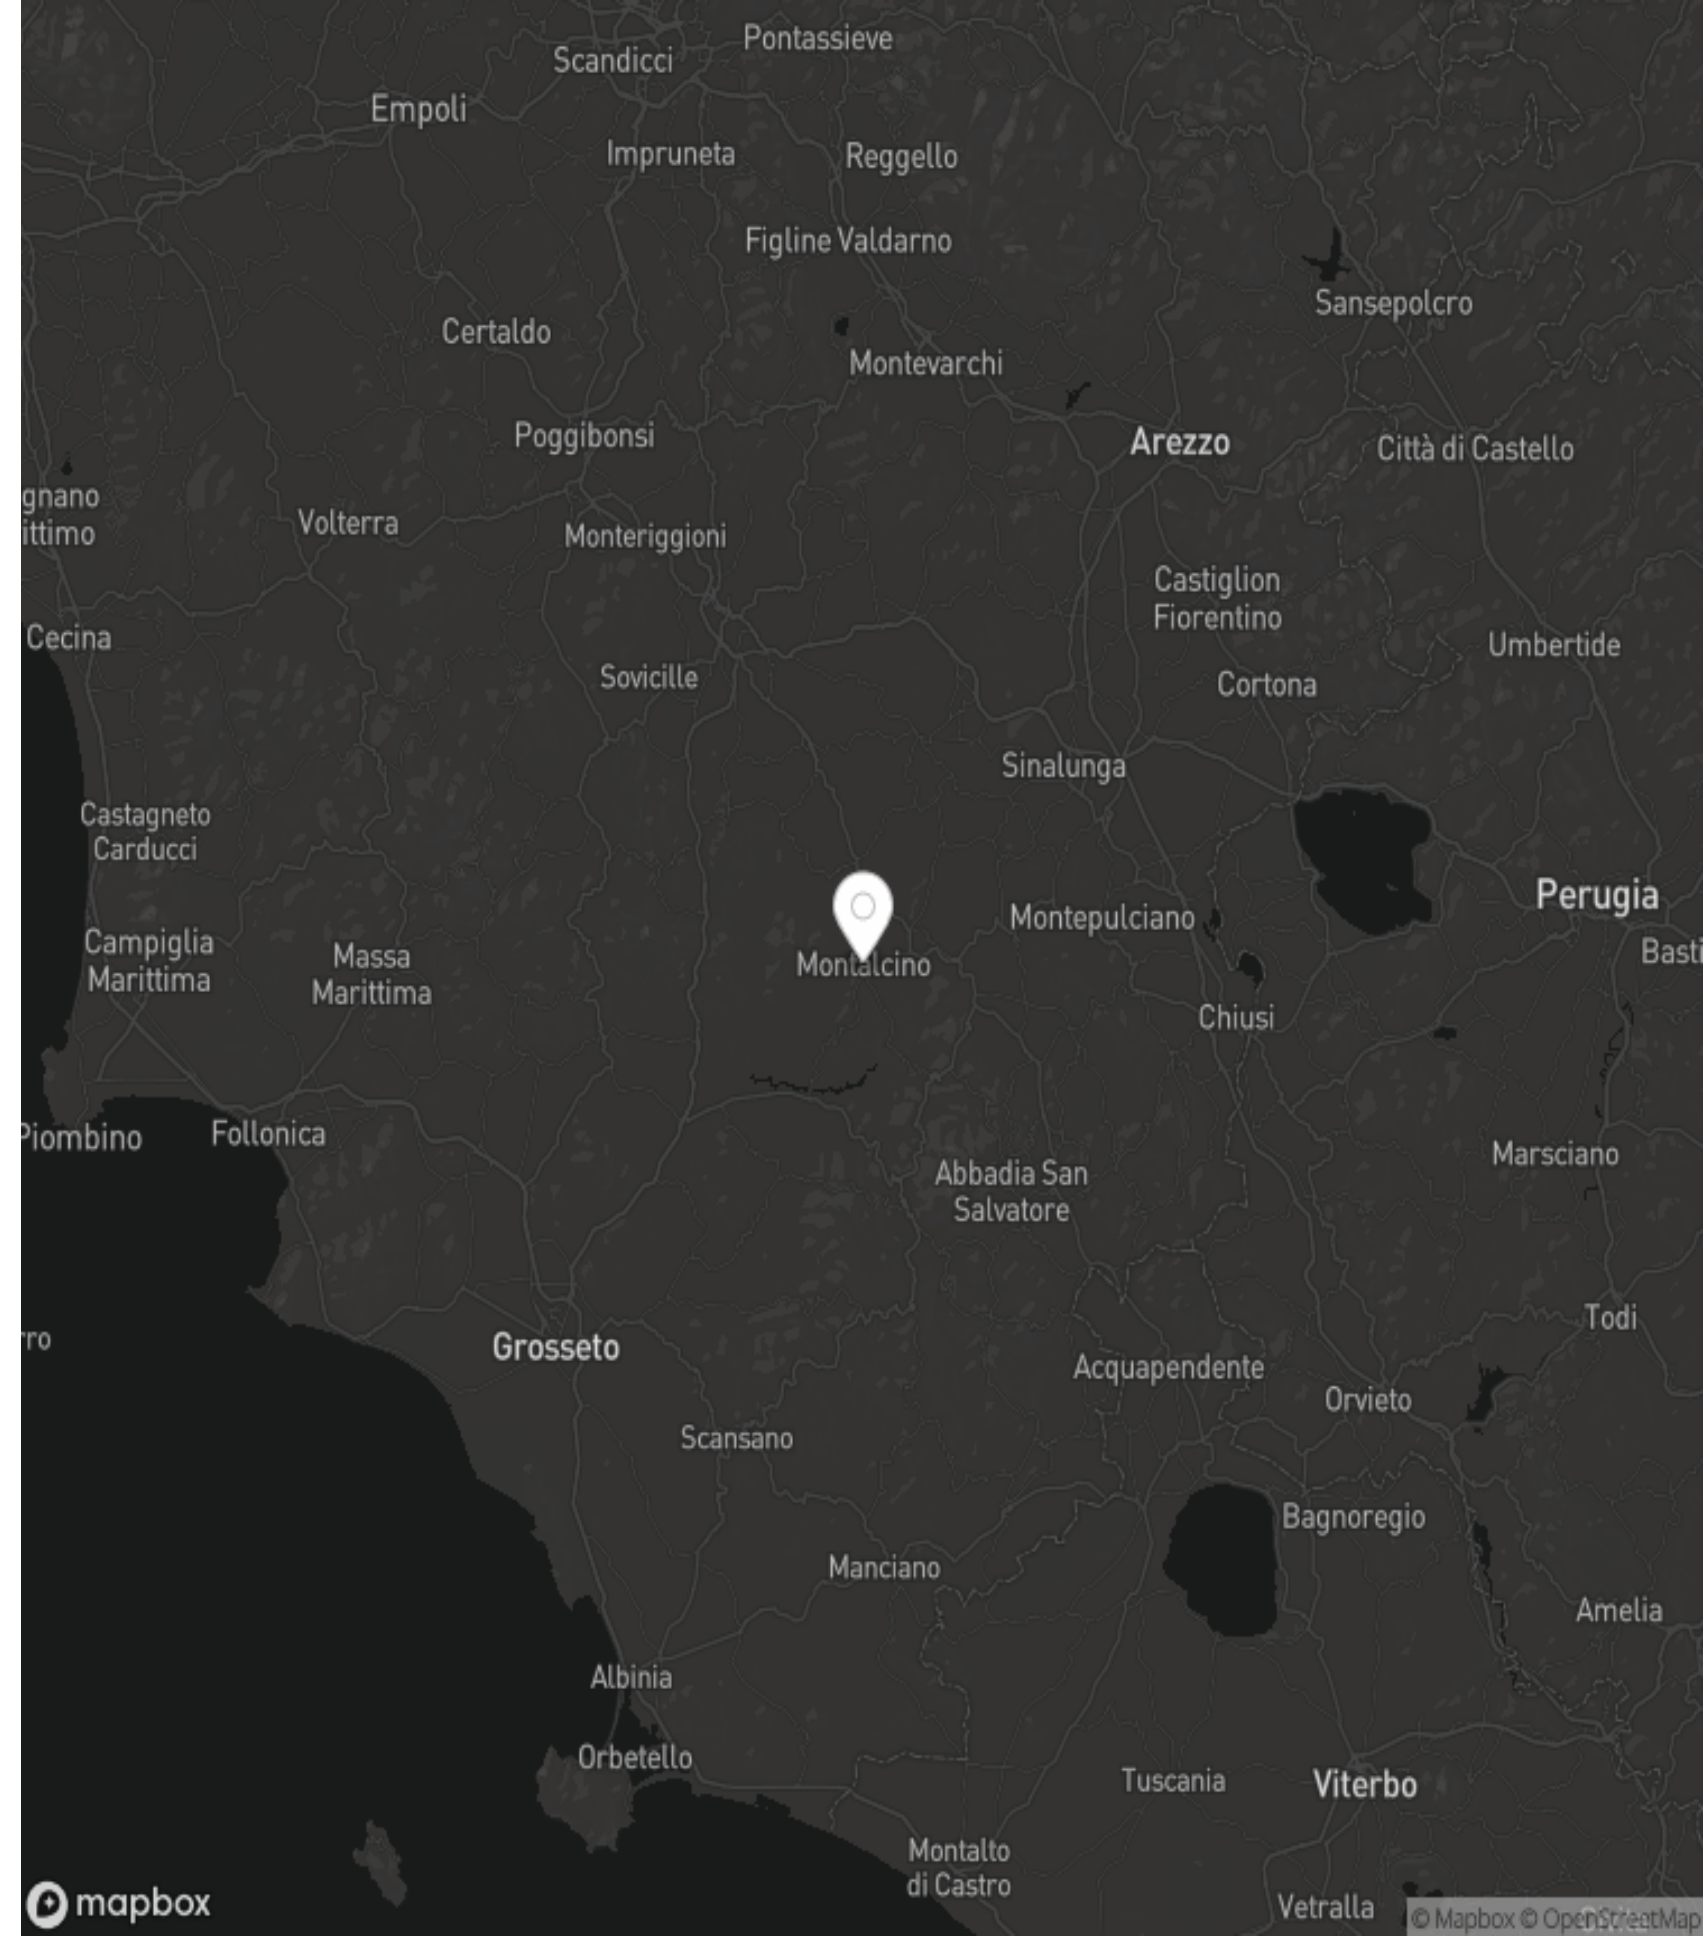 Pontassieve
Scandicci
Empoli
Impruneta
Reggello
Figline Valdarno
Sansepolcro
Certaldo
Montevarchi
Poggibonsi
Arezzo
Città di Castello
gnano
ittimo
Volterra
Monteriggioni
Castiglion
Fiorentino
Cecina
Umbertide
SoviCille
Cortona
Sinalunga
Castagneto
Carducci
Perugia
Montepulciano
Campiglia
Marittima
Massa
Marittima
Basti
Montalcino
Chiusi
Piombino
Follonica
Marsciano
Abbadia San
Salvatore
Todi
ro
Grosseto
Acquapendente
Orvieto
Scansano
Bagnoregio
Manciano
Amelia
Albinia
Orbetello
Tuscania
Viterbo
Montalto
di Castro
mapbox
Vetralla
© Mapbox © OpenStreetMap